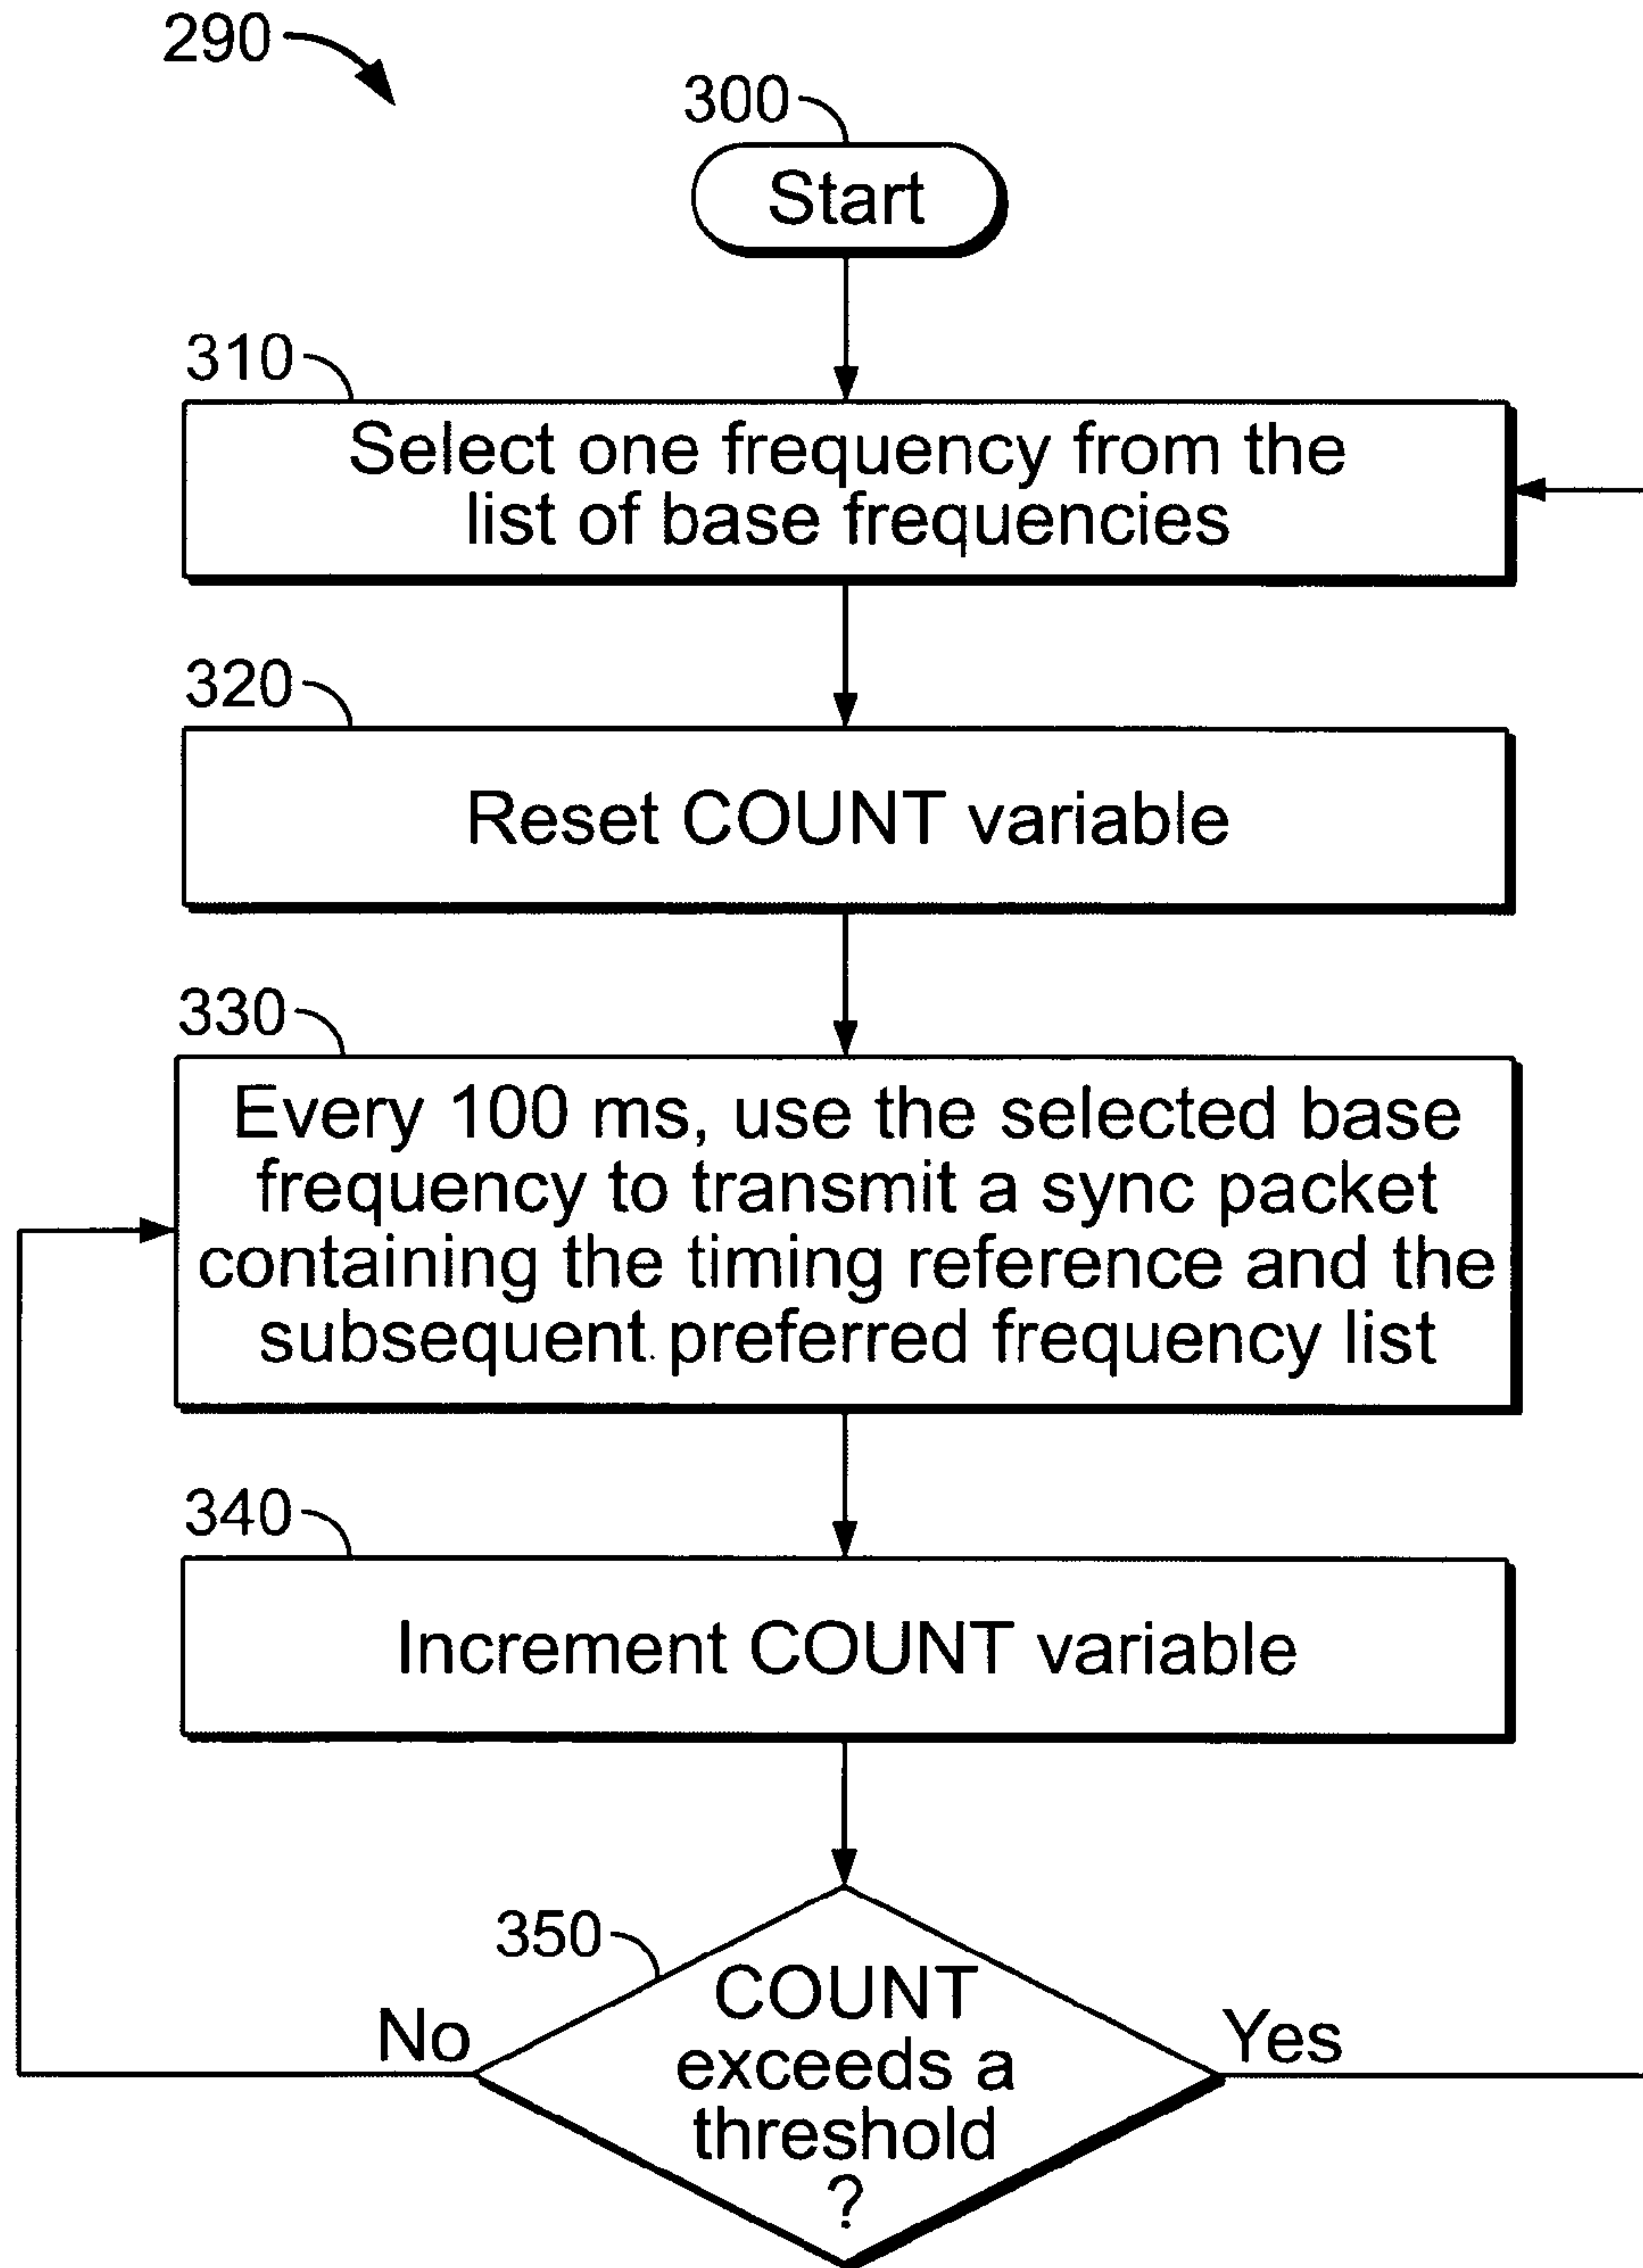 290
300
Start
310
Select one frequency from the
list of base frequencies
320
Reset COUNT variable
330
Every 100 ms, use the selected base
frequency to transmit a sync packet
containing the timing reference and the
subsequent preferred frequency list
340
Increment COUNT variable
350
COUNT
exceeds a
threshold
?
No
Yes